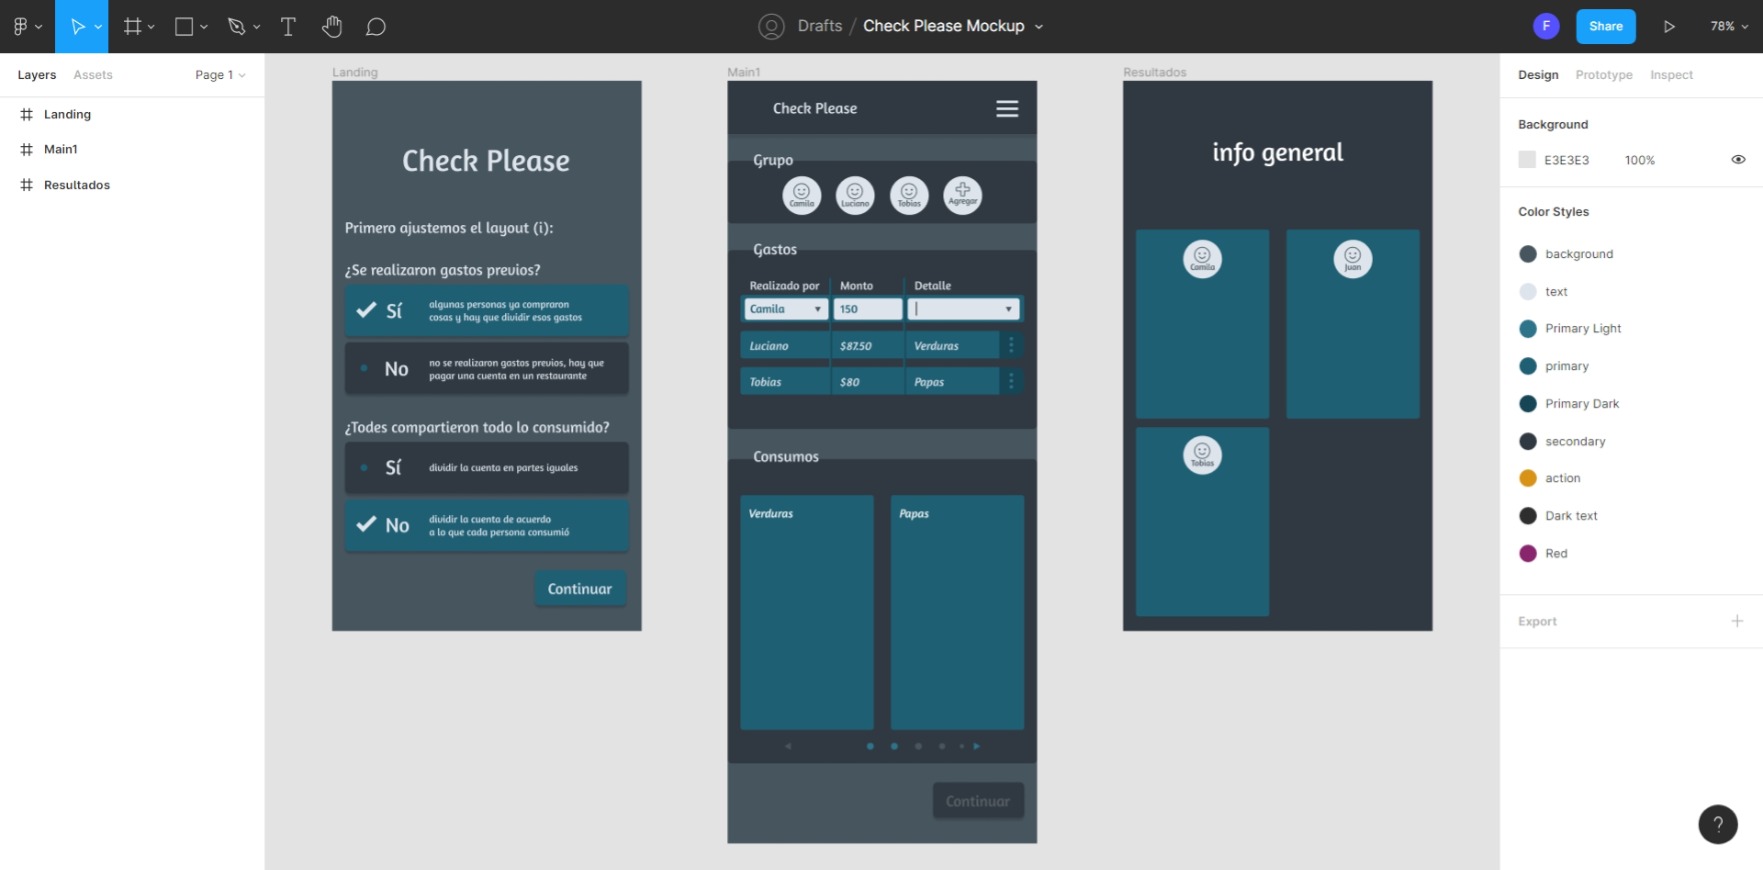 Drafts / Check Please Mockup
F
Share
78%
Layers
Assets
Page 1
Landing
Main1
Resultados
Landing
Check Please
Primero ajustemos el layout (i):
¿Se realizaron gastos previos?
Sí
algunas personas ya compraron
cosas y hay que dividir esos gastos
No
no se realizaron gastos previos, hay que
pagar una cuenta en un restaurante
¿Todes compartieron todo lo consumido?
Sí
dividir la cuenta en partes iguales
No
dividir la cuenta de acuerdo
a lo que cada persona consumió
Continuar
Main1
Check Please
Grupo
Camila
Luciano
Tobias
Agregar
Gastos
Realizado por
Monto
Detalle
Camila
150
Luciano
$87.50
Verduras
Tobias
$80
Papas
Consumos
Verduras
Papas
Continuar
Resultados
info general
Camila
Juan
Tobias
Design
Prototype
Inspect
Background
E3E3E3
100%
Color Styles
background
text
Primary Light
primary
Primary Dark
secondary
action
Dark text
Red
Export
?